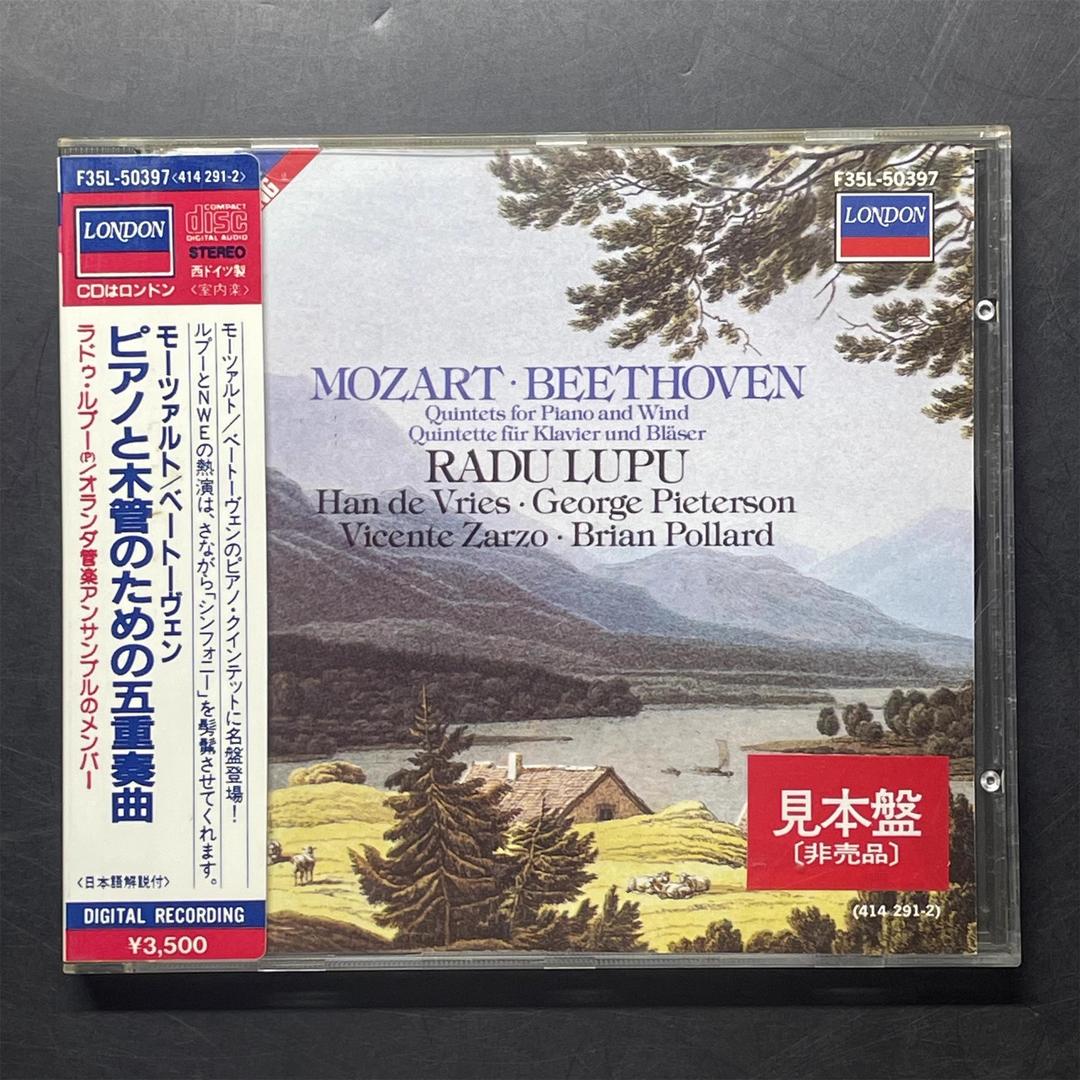 F35L-50397<414 291-2>
LONDON
COMPACT
disc
DIGITAL AUDIO
STEREO
西ドイツ製
CDはロンドン
〈室内楽〉
モーツァルト/ベートーヴェンのピアノ・クインテットに名盤登場!
ルプーとNWEの熱演は、さながら「シンフォニー」を髣髴させてくれます。
モーツァルト/ベートーヴェン
ピアノと木管のための五重奏曲
ラドゥ・ルプー(P)/オランダ管楽アンサンブルのメンバー
〈日本語解説付〉
DIGITAL RECORDING
¥3,500
F35L-50397
LONDON
MOZART・BEETHOVEN
Quintets for Piano and Wind
Quintette für Klavier und Bläser
RADU LUPU
Han de Vries・George Pieterson
Vicente Zarzo・Brian Pollard
見本盤
〔非売品〕
(414 291-2)